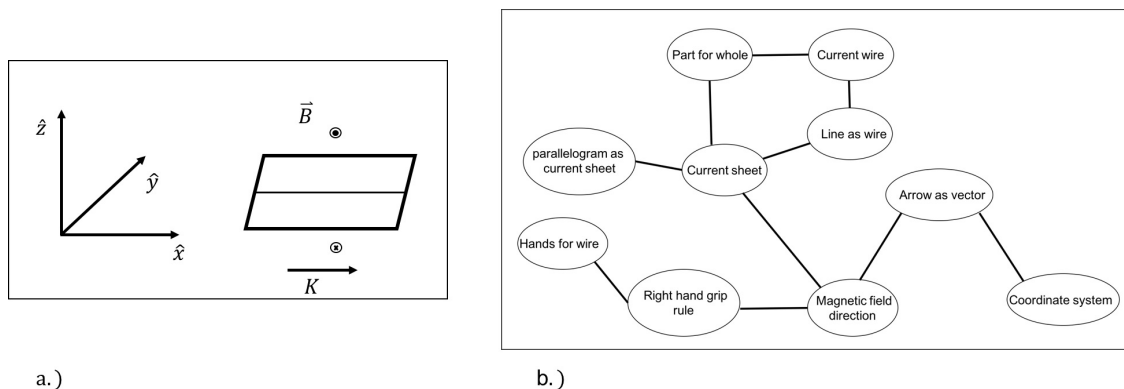 ẑ
ŷ
x̂
B⃗
K
a.)
Part for whole
Current wire
Line as wire
parallelogram as
current sheet
Current sheet
Arrow as vector
Hands for wire
Right hand grip
rule
Magnetic field
direction
Coordinate system
b.)